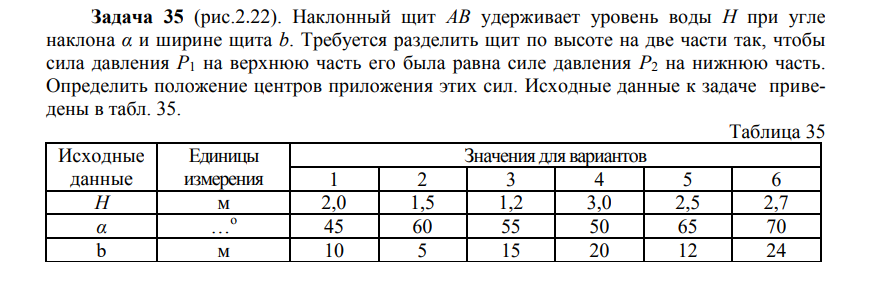 Задача 35 (рис.2.22). Наклонный щит АВ удерживает уровень воды Н при угле
наклона α и ширине щита b. Требуется разделить щит по высоте на две части так, чтобы
сила давления Р1 на верхнюю часть его была равна силе давления Р2 на нижнюю часть.
Определить положение центров приложения этих сил. Исходные данные к задаче приве-
дены в табл. 35.
Таблица 35
Исходные данные Единицы измерения Значения для вариантов
1 2 3 4 5 6
Н м 2,0 1,5 1,2 3,0 2,5 2,7
α …о 45 60 55 50 65 70
b м 10 5 15 20 12 24